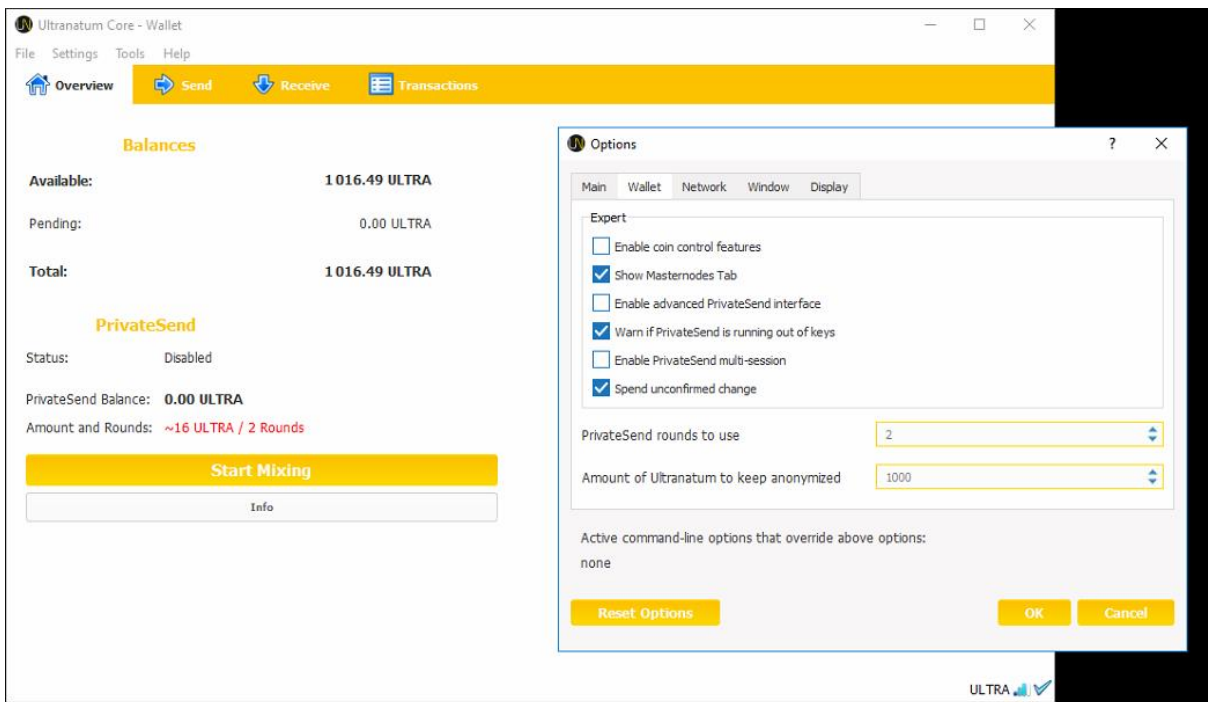 Ultranatum Core - Wallet
File Settings Tools Help
Overview Send Receive Transactions
Balances
Available: 1 016.49 ULTRA
Pending: 0.00 ULTRA
Total: 1 016.49 ULTRA
PrivateSend
Status: Disabled
PrivateSend Balance: 0.00 ULTRA
Amount and Rounds: ~16 ULTRA / 2 Rounds
Start Mixing
Info
Options ?
Main Wallet Network Window Display
Expert
Enable coin control features
Show Masternodes Tab
Enable advanced PrivateSend interface
Warn if PrivateSend is running out of keys
Enable PrivateSend multi-session
Spend unconfirmed change
PrivateSend rounds to use 2
Amount of Ultranatum to keep anonymized 1000
Active command-line options that override above options:
none
Reset Options OK Cancel
ULTRA